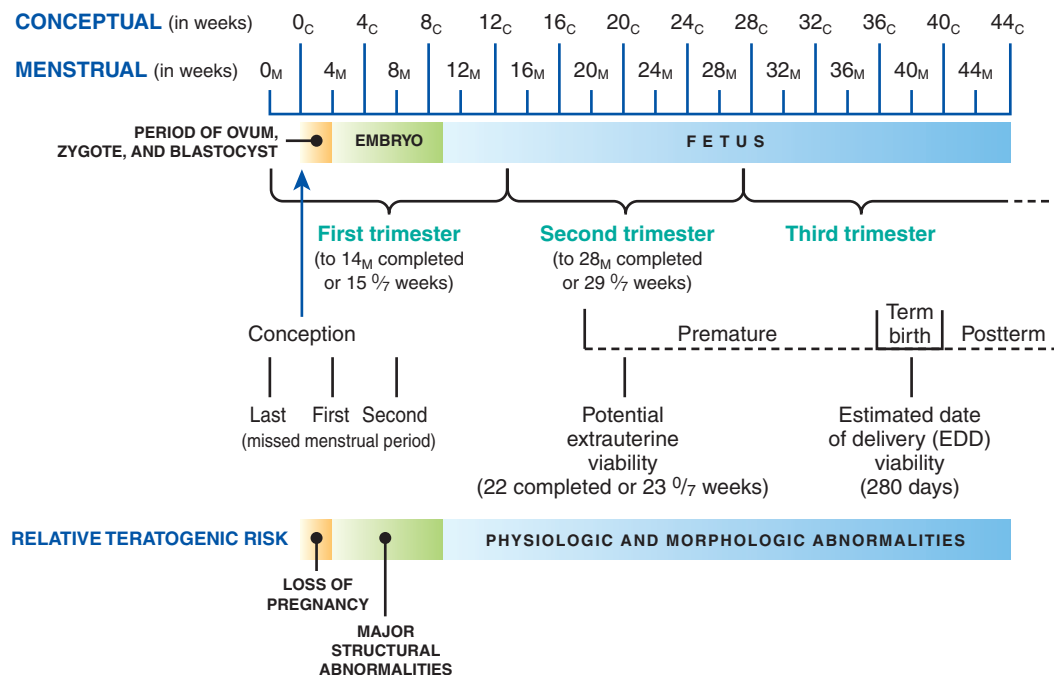 CONCEPTUAL (in weeks) 0C 4C 8C 12C 16C 20C 24C 28C 32C 36C 40C 44C
MENSTRUAL (in weeks) 0M 4M 8M 12M 16M 20M 24M 28M 32M 36M 40M 44M
PERIOD OF OVUM,
ZYGOTE, AND BLASTOCYST
EMBRYO
FETUS
First trimester
(to 14M completed
or 15 0/7 weeks)
Second trimester
(to 28M completed
or 29 0/7 weeks)
Third trimester
Conception
Premature
Term
birth
Postterm
Last First Second
(missed menstrual period)
Potential
extrauterine
viability
(22 completed or 23 0/7 weeks)
Estimated date
of delivery (EDD)
viability
(280 days)
RELATIVE TERATOGENIC RISK
PHYSIOLOGIC AND MORPHOLOGIC ABNORMALITIES
LOSS OF
PREGNANCY
MAJOR
STRUCTURAL
ABNORMALITIES